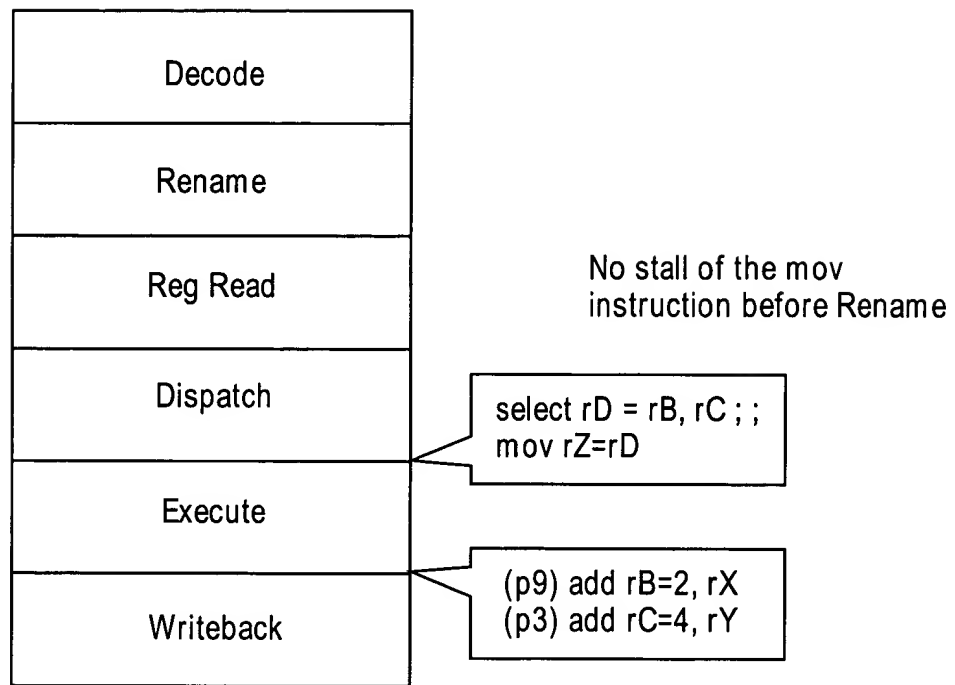 Decode
Rename
Reg Read
No stall of the mov
instruction before Rename
Dispatch
select rD = rB, rC ; ;
mov rZ=rD
Execute
(p9) add rB=2, rX
(p3) add rC=4, rY
Writeback